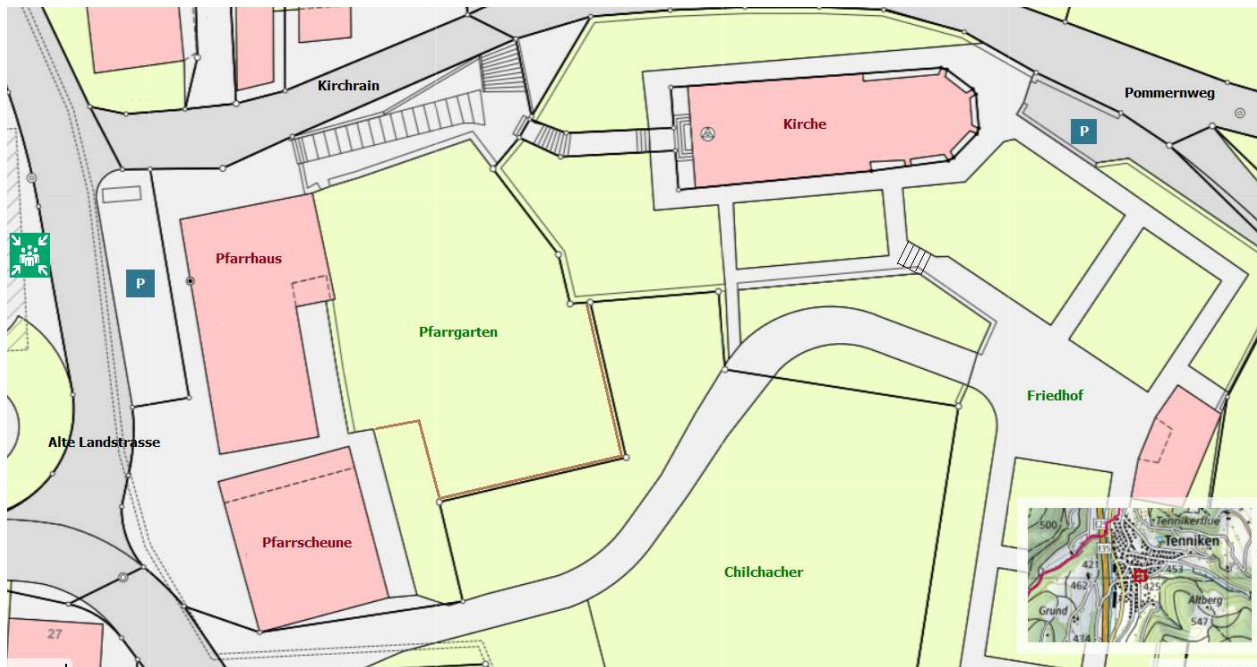 Kirchrain
Kirche
Pommernweg
P
Pfarrhaus
P
Pfarrgarten
Friedhof
Alte Landstrasse
Pfarrscheune
Chilchacher
27
500
Tennikerflue
Tenniken
421
453
462
425
Grund
Altberg
547
434